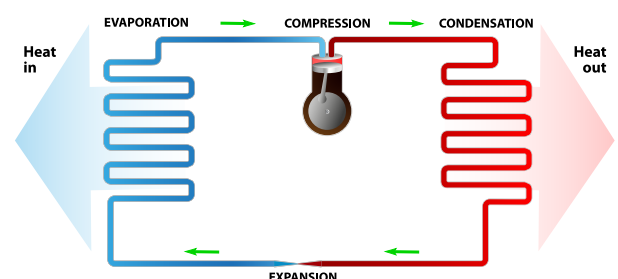 EVAPORATION
COMPRESSION
CONDENSATION
Heat
in
Heat
out
EXPANSION